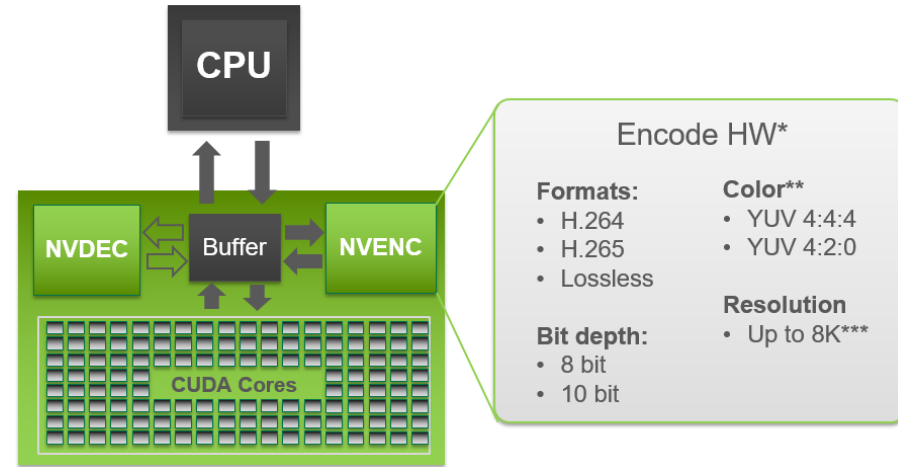 CPU
NVDEC
Buffer
NVENC
CUDA Cores
Encode HW*
Formats:
• H.264
• H.265
• Lossless
Bit depth:
• 8 bit
• 10 bit
Color**
• YUV 4:4:4
• YUV 4:2:0
Resolution
• Up to 8K***